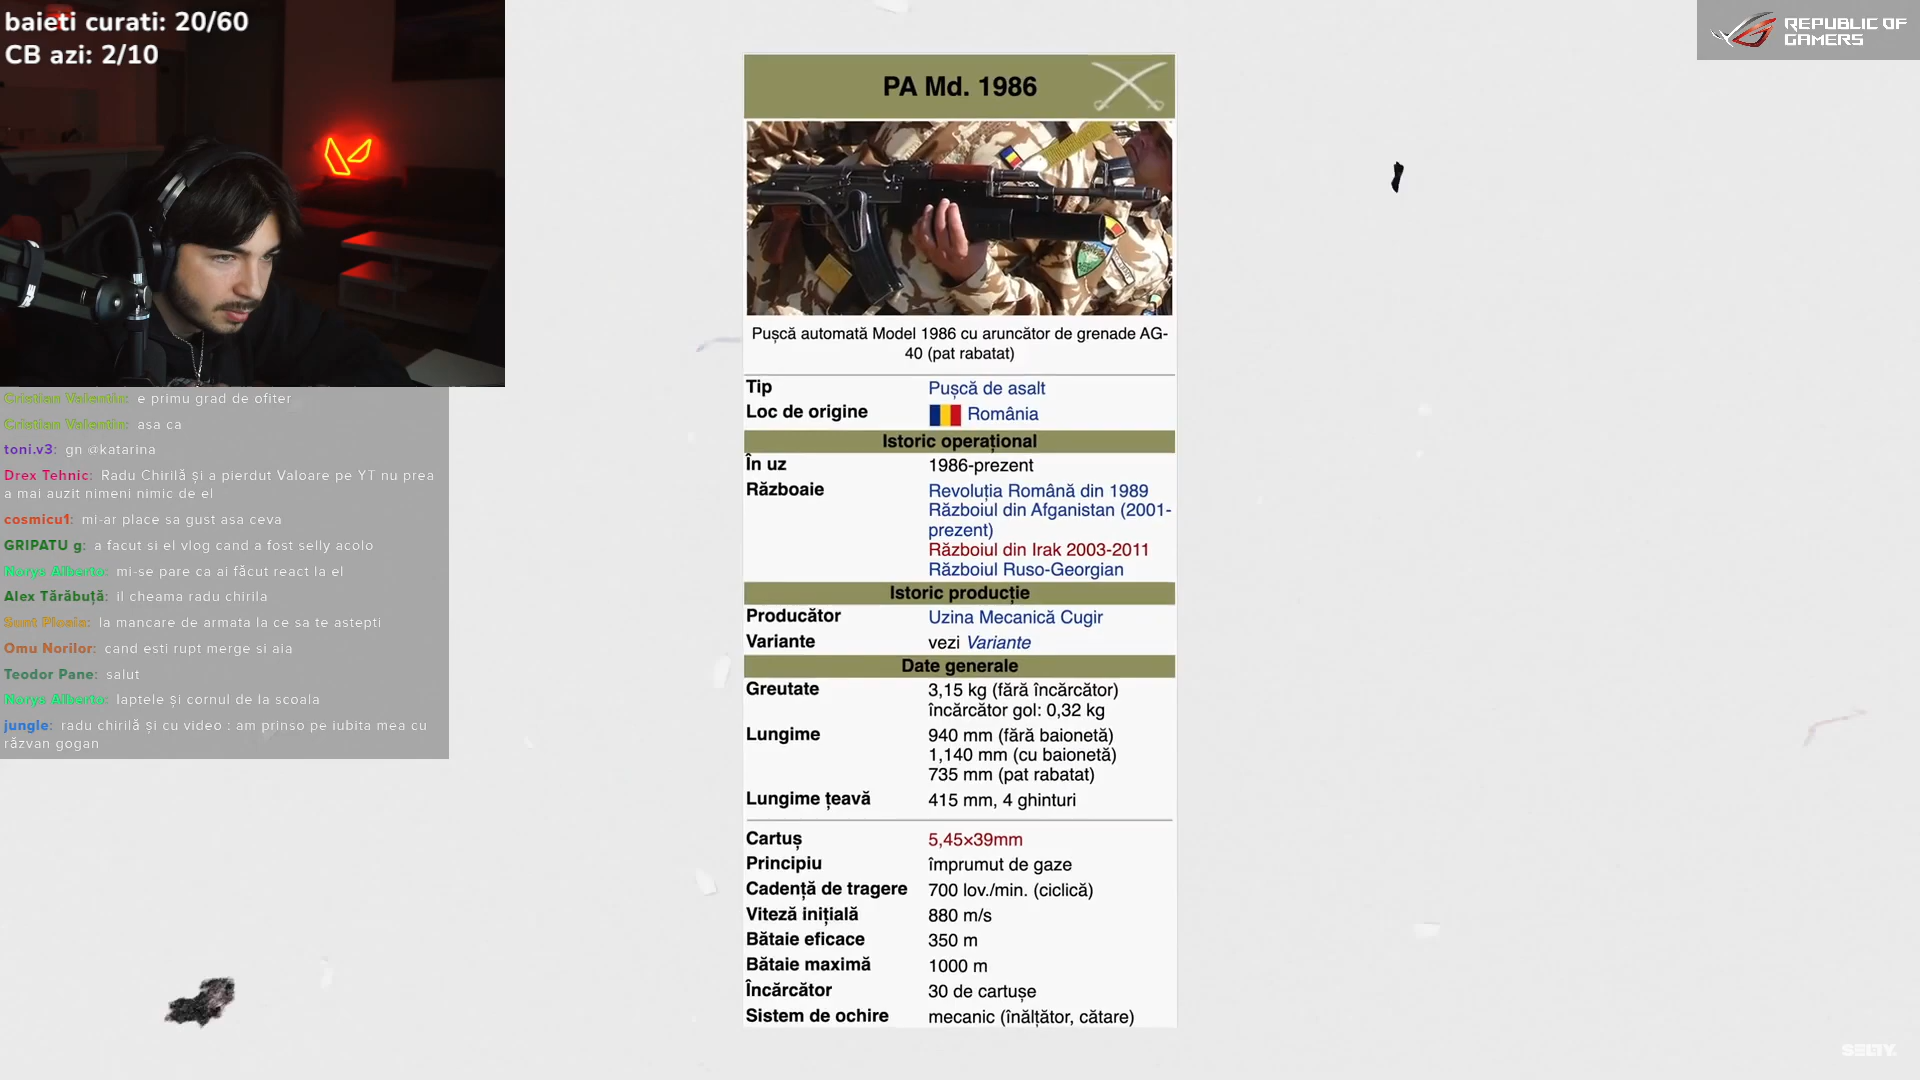 baieti curati: 20/60
CB azi: 2/10
REPUBLIC OF
GAMERS
Cristian Valentin: e primu grad de ofiter
Cristian Valentin: asa ca
toni.v3: gn @katarina
Drex Tehnic: Radu Chirilă și a pierdut Valoare pe YT nu prea
a mai auzit nimeni nimic de el
cosmicu1: mi-ar place sa gust asa ceva
GRIPATU g: a facut si el vlog cand a fost selly acolo
Norys Alberto: mi-se pare ca ai făcut react la el
Alex Tărăbuță: il cheama radu chirila
Sunt Ploaie: la mancare de armata la ce sa te astepti
Omu Norilor: cand esti rupt merge si aia
Teodor Pane: salut
Norys Alberto: laptele și cornul de la scoala
jungle: radu chirilă și cu video : am prinso pe iubita mea cu
răzvan gogan
PA Md. 1986
Pușcă automată Model 1986 cu aruncător de grenade AG-
40 (pat rabatat)
Tip Pușcă de asalt
Loc de origine România
Istoric operațional
În uz 1986-prezent
Războaie Revoluția Română din 1989
Războiul din Afganistan (2001-
prezent)
Războiul din Irak 2003-2011
Războiul Ruso-Georgian
Istoric producție
Producător Uzina Mecanică Cugir
Variante vezi Variante
Date generale
Greutate 3,15 kg (fără încărcător)
încărcător gol: 0,32 kg
Lungime 940 mm (fără baionetă)
1,140 mm (cu baionetă)
735 mm (pat rabatat)
Lungime țeavă 415 mm, 4 ghinturi
Cartuș 5,45×39mm
Principiu împrumut de gaze
Cadență de tragere 700 lov./min. (ciclică)
Viteză inițială 880 m/s
Bătaie eficace 350 m
Bătaie maximă 1000 m
Încărcător 30 de cartușe
Sistem de ochire mecanic (înălțător, cătare)
SELLY.